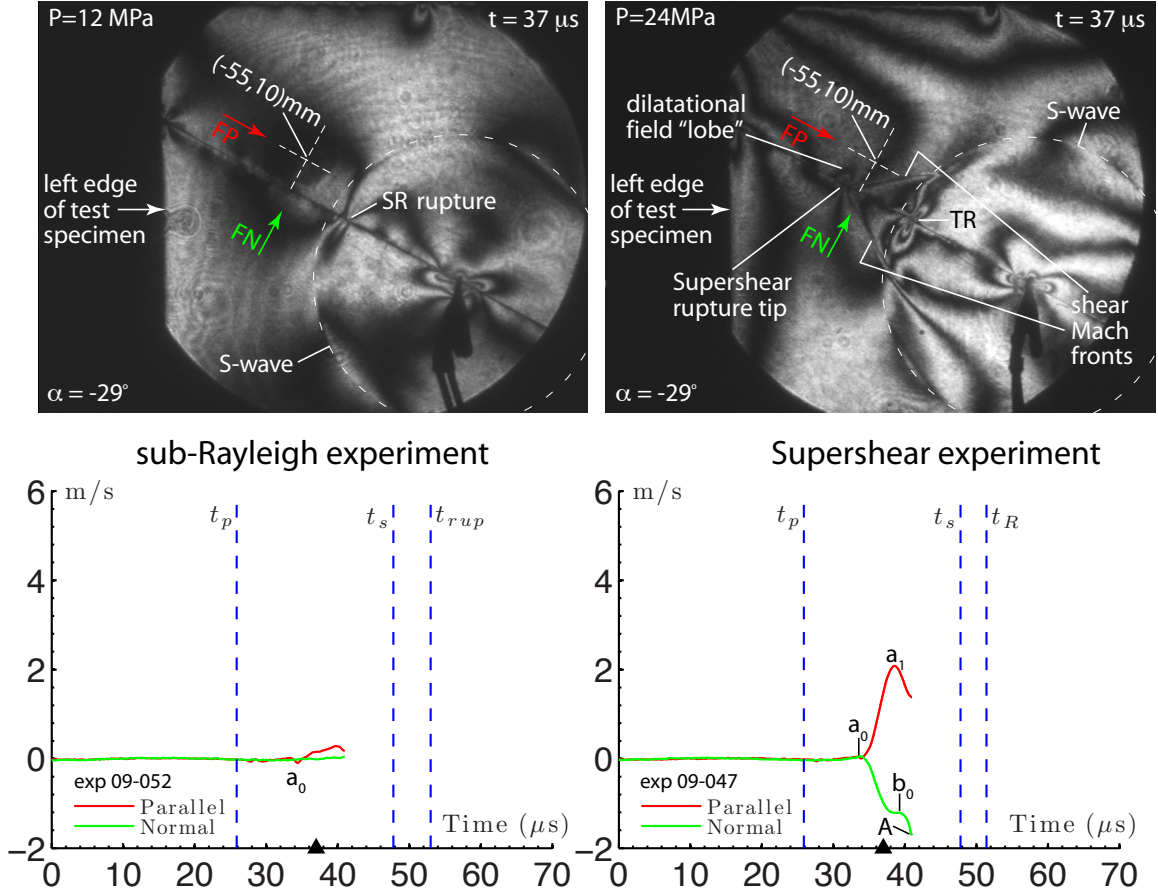 P=12 MPa
t = 37 μs
(-55,10)mm
FP
left edge
of test
specimen
SR rupture
FN
S-wave
α = -29°
P=24MPa
t = 37 μs
(-55,10)mm
dilatational
field “lobe”
S-wave
FP
left edge
of test
specimen
TR
FN
Supershear
rupture tip
shear
Mach
fronts
α = -29°
sub-Rayleigh experiment
6
m/s
t_p
t_s
t_rup
4
2
0
a₀
exp 09-052
Parallel
Normal
Time (μs)
−2
0 10 20 30 40 50 60 70
Supershear experiment
6
m/s
t_p
t_s
t_R
4
2
a₁
a₀
0
exp 09-047
b₀
Parallel
Normal
A
Time (μs)
−2
0 10 20 30 40 50 60 70